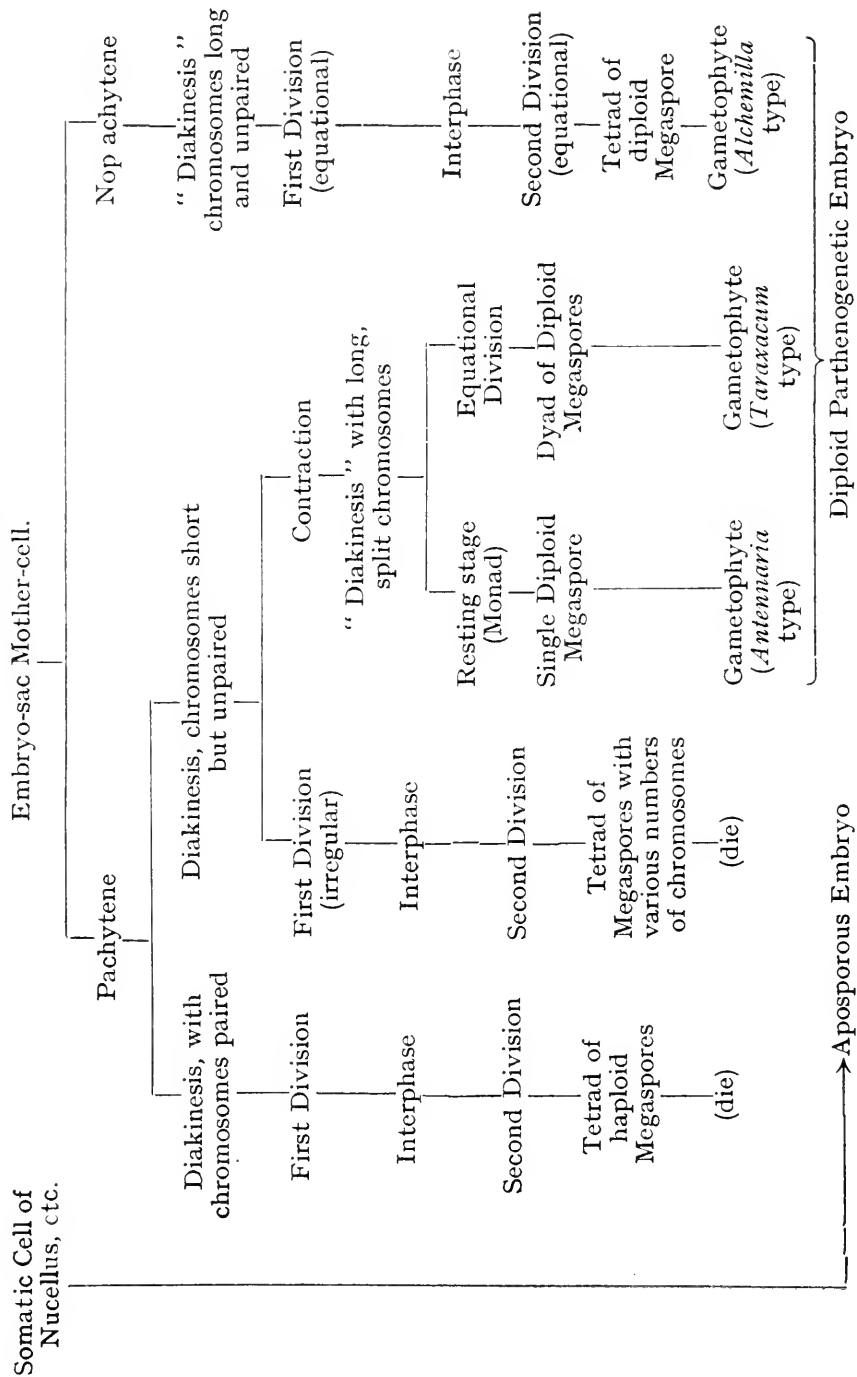 Somatic Cell of
Nucellus, etc.
Embryo-sac Mother-cell.
Pachytene
Nop achytene
Diakinesis, with
chromosomes paired
Diakinesis, chromosomes short
but unpaired
“ Diakinesis ”
chromosomes long
and unpaired
First Division
First Division
(irregular)
Contraction
First Division
(equational)
“ Diakinesis ” with long,
split chromosomes
Interphase
Interphase
Interphase
Resting stage
(Monad)
Equational
Division
Second Division
Second Division
Second Division
(equational)
Single Diploid
Megaspore
Dyad of Diploid
Megaspores
Tetrad of
haploid
Megaspores
Tetrad of
Megaspores with
various numbers
of chromosomes
Tetrad of
diploid
Megaspore
(die)
(die)
Gametophyte
(Antennaria
type)
Gametophyte
(Taraxacum
type)
Gametophyte
(Alchemilla
type)
Aposporous Embryo
Diploid Parthenogenetic Embryo